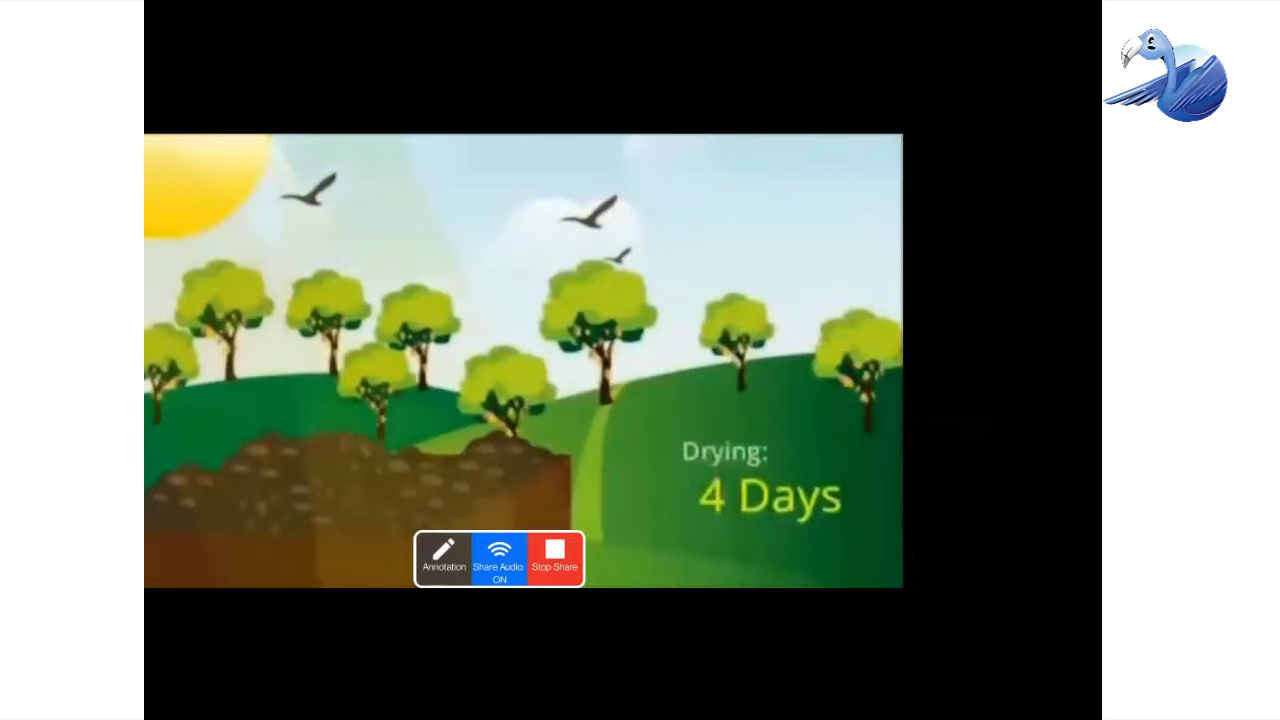 Drying:
4 Days
Annotation
Share Audio:
ON
Stop Share